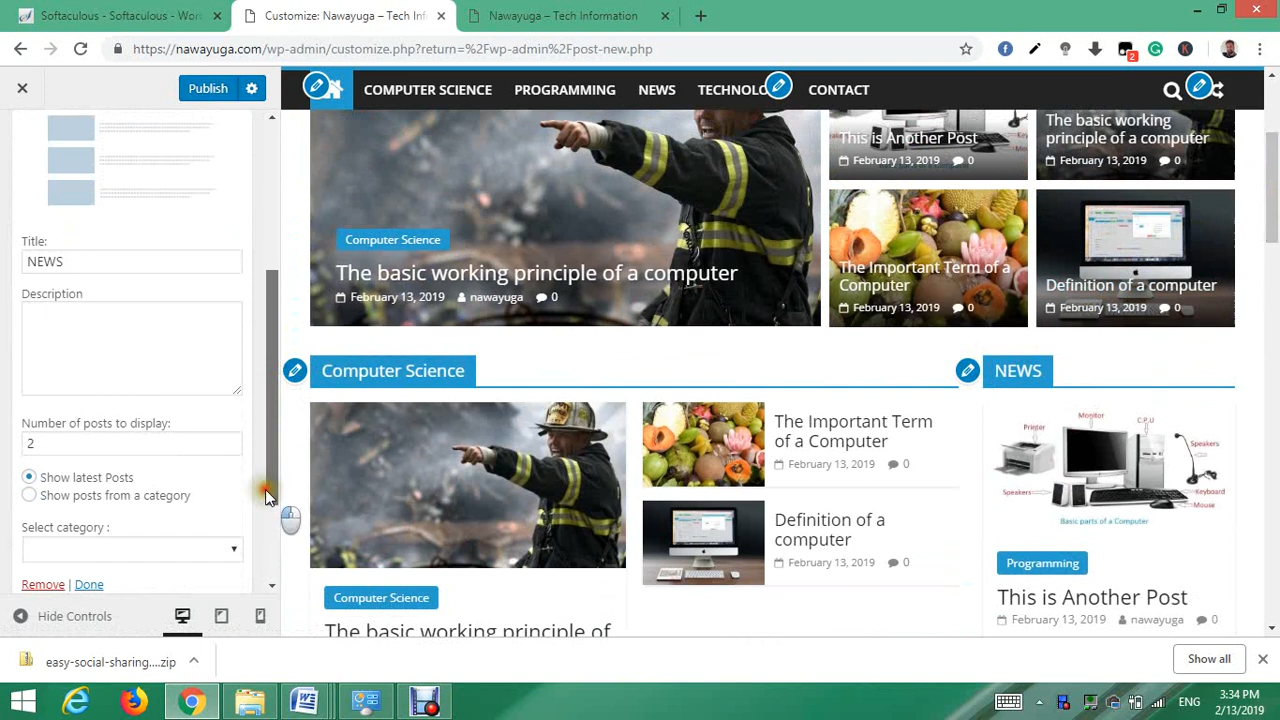 Softaculous - Softaculous - Wor
Customize: Nawayuga – Tech Info
Nawayuga – Tech Information
https://nawayuga.com/wp-admin/customize.php?return=%2Fwp-admin%2Fpost-new.php
2
Publish
COMPUTER SCIENCE
PROGRAMMING
NEWS
TECHNOLO
CONTACT
This is Another Post
February 13, 2019 0
The basic working
principle of a computer
February 13, 2019 0
Computer Science
The basic working principle of a computer
February 13, 2019 nawayuga 0
The Important Term of a
Computer
February 13, 2019 0
Definition of a computer
February 13, 2019 0
Title:
NEWS
Description
Number of posts to display:
2
Show latest Posts
Show posts from a category
Select category :
Remove | Done
Hide Controls
Computer Science
The Important Term
of a Computer
February 13, 2019 0
Definition of a
computer
February 13, 2019 0
Computer Science
The basic working principle of
NEWS
Monitor
Printer
C.P.U
Speakers
Speakers
Keyboard
Mouse
Basic parts of a Computer
Programming
This is Another Post
February 13, 2019 nawayuga 0
easy-social-sharing....zip
Show all
ENG
3:34 PM
2/13/2019